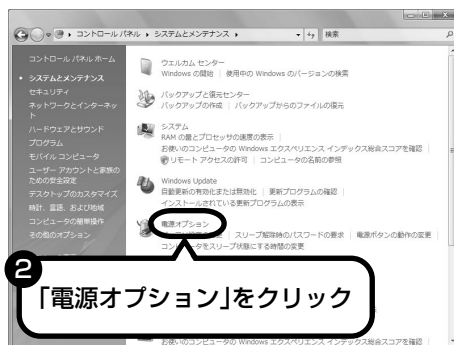 コントロール パネル ▸ システムとメンテナンス ▸
検索
コントロール パネル ホーム
システムとメンテナンス
セキュリティ
ネットワークとインターネット
ハードウェアとサウンド
プログラム
モバイル コンピュータ
ユーザー アカウントと家族の
ための安全設定
デスクトップのカスタマイズ
時計、言語、および地域
コンピュータの簡単操作
その他のオプション
ウェルカム センター
Windows の開始 | 使用中の Windows のバージョンの検索
バックアップと復元センター
バックアップの作成 | バックアップからのファイルの復元
システム
RAM の量とプロセッサの速度の表示
お使いのコンピュータの Windows エクスペリエンス インデックス総合スコアを確認
リモート アクセスの許可 | コンピュータの名前の参照
Windows Update
自動更新の有効化または無効化 | 更新プログラムの確認
インストールされている更新プログラムの表示
電源オプション
スリープ解除時のパスワードの要求 | 電源ボタンの動作の変更
コンピュータをスリープ状態にする時間の変更
2
「電源オプション」をクリック
お使いのコンピュータの Windows エクスペリエンス インデックス総合スコアを確認